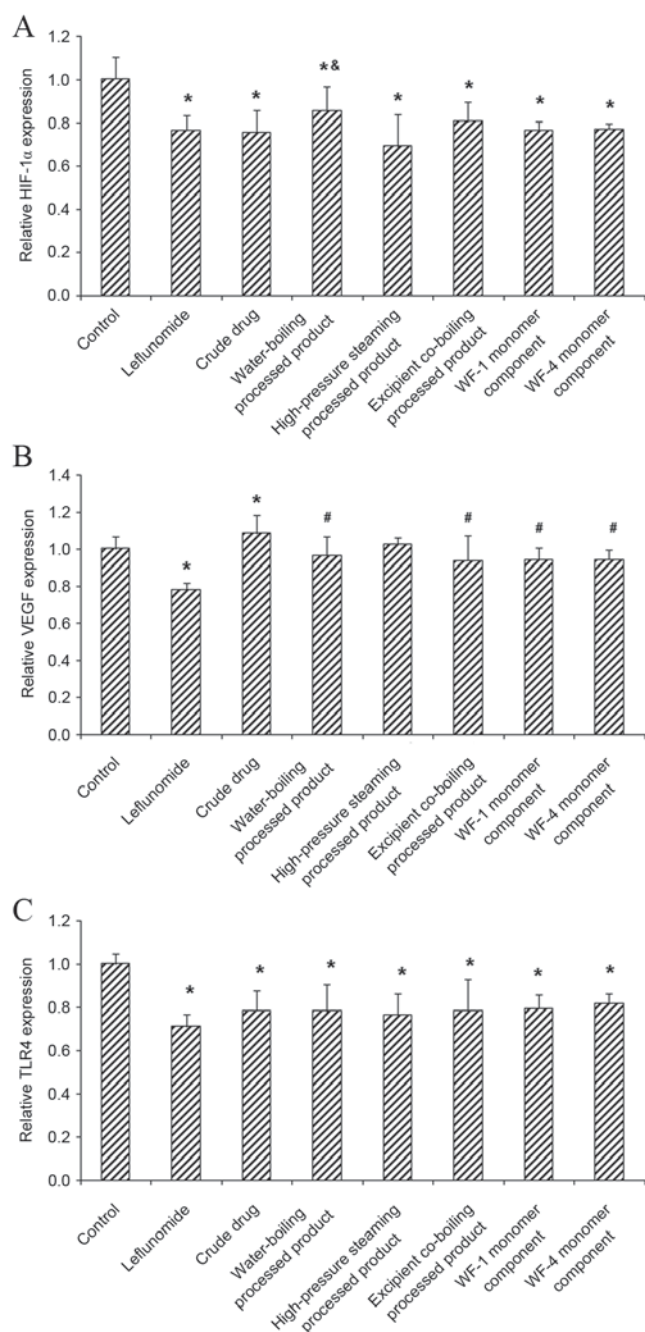 A
Relative HIF-1α expression
1.2
1.0
0.8
0.6
0.4
0.2
0.0
*
*
*&
*
*
*
*
Control
Leflunomide
Crude drug
Water-boiling
processed product
High-pressure steaming
processed product
Excipient co-boiling
processed product
WF-1 monomer
component
WF-4 monomer
component
B
Relative VEGF expression
1.4
1.2
1.0
0.8
0.6
0.4
0.2
0.0
*
*
#
#
#
#
Control
Leflunomide
Crude drug
Water-boiling
processed product
High-pressure steaming
processed product
Excipient co-boiling
processed product
WF-1 monomer
component
WF-4 monomer
component
C
Relative TLR4 expression
1.2
1.0
0.8
0.6
0.4
0.2
0.0
*
*
*
*
*
*
*
Control
Leflunomide
Crude drug
Water-boiling
processed product
High-pressure steaming
processed product
Excipient co-boiling
processed product
WF-1 monomer
component
WF-4 monomer
component